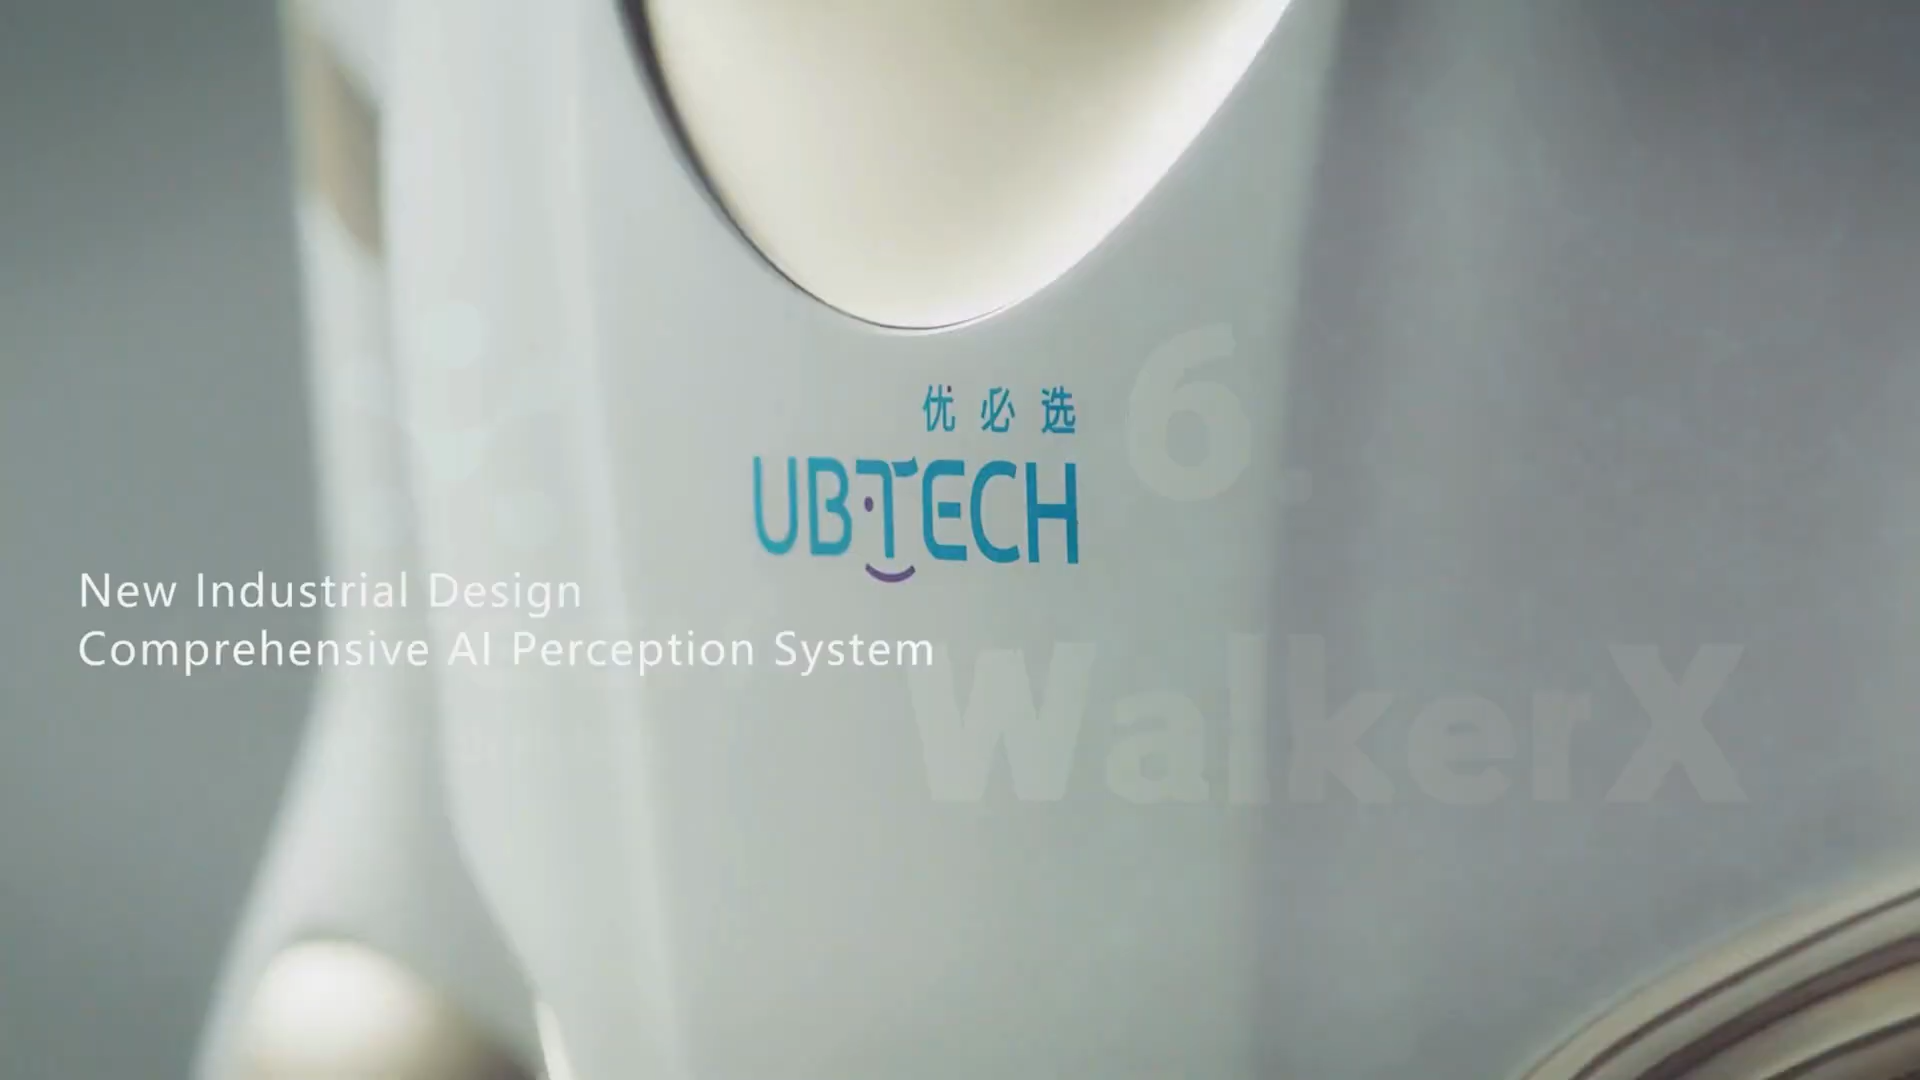 优必选
6.
UBTECH
New Industrial Design
Comprehensive AI Perception System
WalkerX